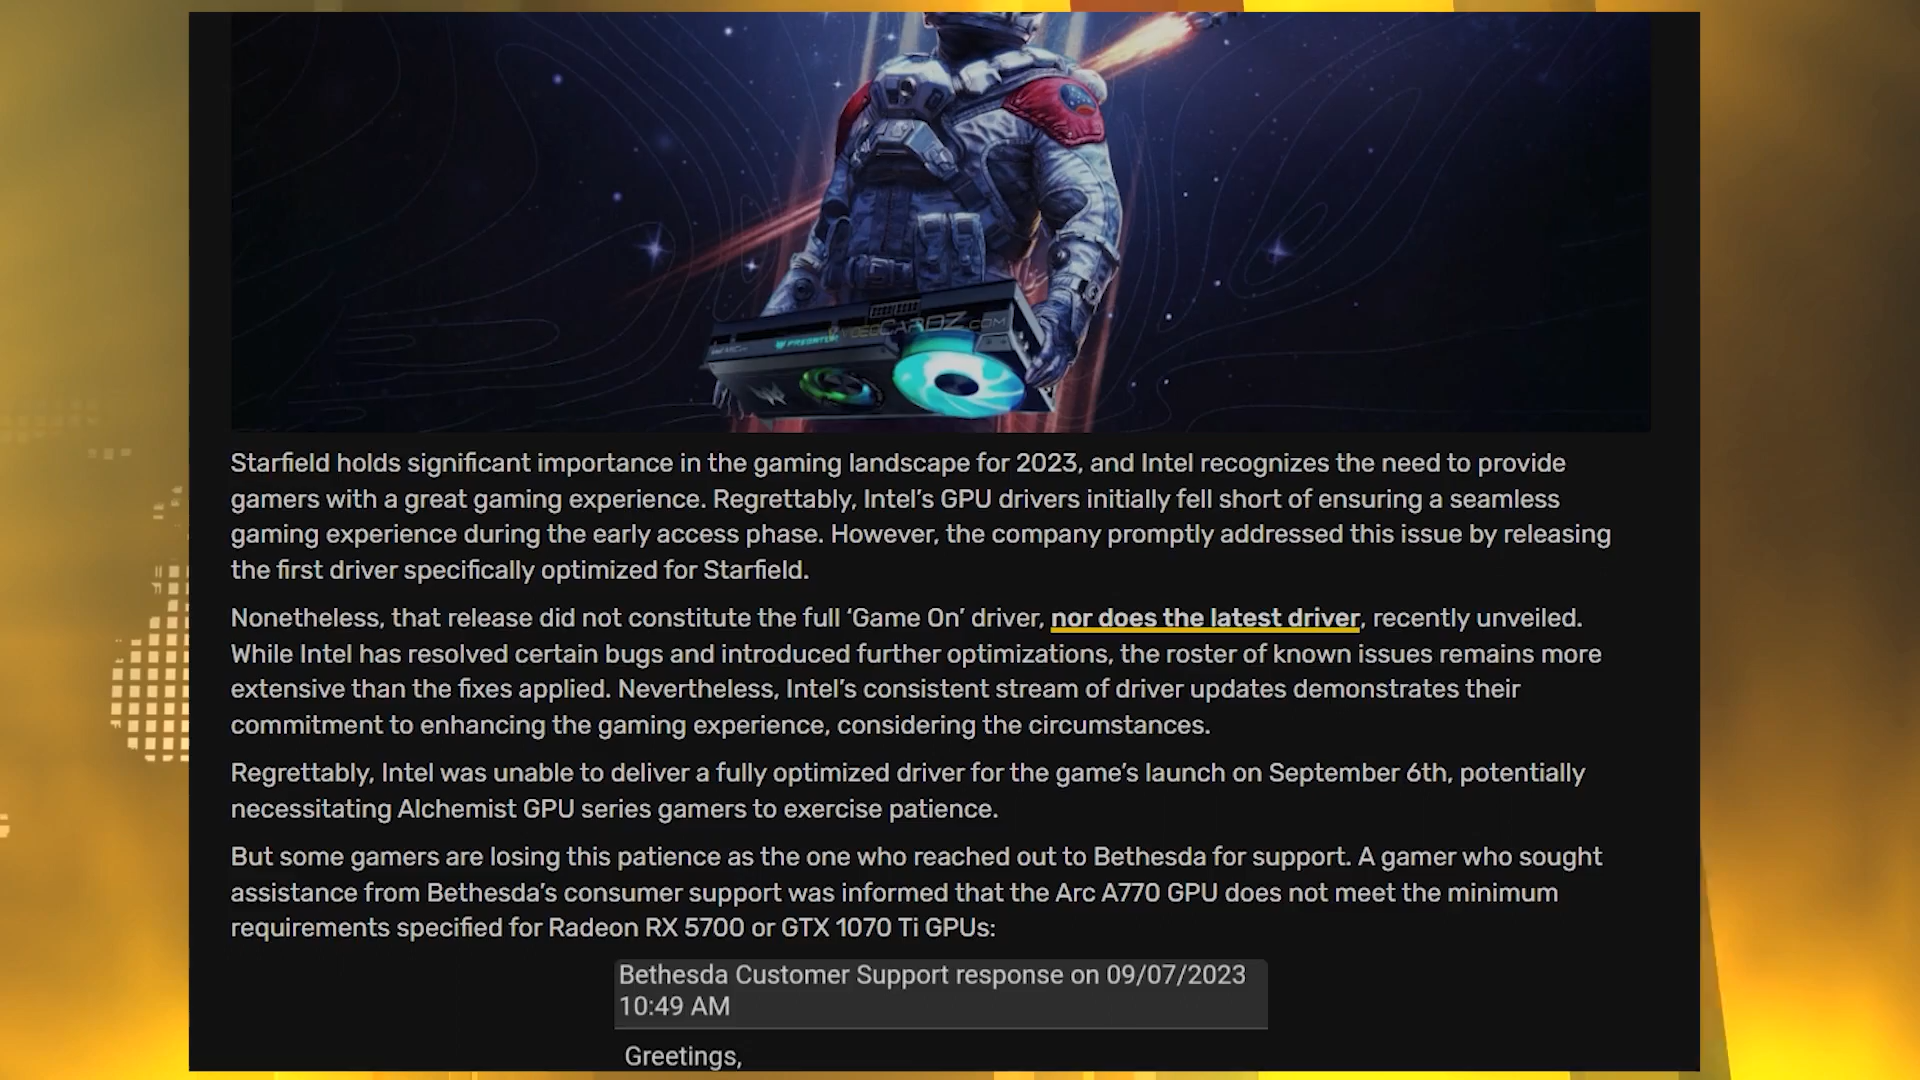 VIDEOCARDZ.COM
PREDATOR
Starfield holds significant importance in the gaming landscape for 2023, and Intel recognizes the need to provide
gamers with a great gaming experience. Regrettably, Intel’s GPU drivers initially fell short of ensuring a seamless
gaming experience during the early access phase. However, the company promptly addressed this issue by releasing
the first driver specifically optimized for Starfield.
Nonetheless, that release did not constitute the full ‘Game On’ driver, nor does the latest driver, recently unveiled.
While Intel has resolved certain bugs and introduced further optimizations, the roster of known issues remains more
extensive than the fixes applied. Nevertheless, Intel’s consistent stream of driver updates demonstrates their
commitment to enhancing the gaming experience, considering the circumstances.
Regrettably, Intel was unable to deliver a fully optimized driver for the game’s launch on September 6th, potentially
necessitating Alchemist GPU series gamers to exercise patience.
But some gamers are losing this patience as the one who reached out to Bethesda for support. A gamer who sought
assistance from Bethesda’s consumer support was informed that the Arc A770 GPU does not meet the minimum
requirements specified for Radeon RX 5700 or GTX 1070 Ti GPUs:
Bethesda Customer Support response on 09/07/2023
10:49 AM
Greetings,